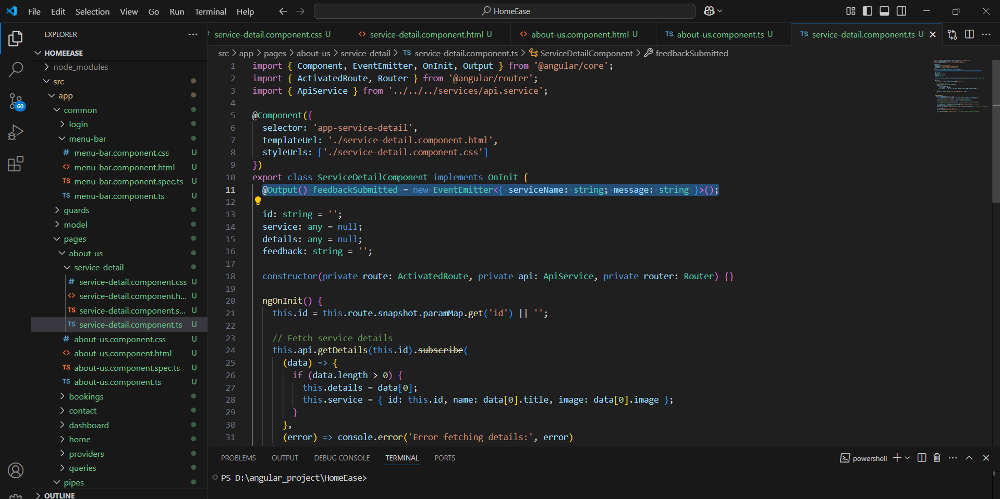 File Edit Selection View Go Run Terminal Help
HomeEase
EXPLORER
HOMEEASE
node_modules
src
app
common
login
menu-bar
menu-bar.component.css U
menu-bar.component.html U
menu-bar.component.spec.ts U
menu-bar.component.ts U
guards
model
pages
about-us
service-detail
service-detail.component.css U
service-detail.component.h... U
service-detail.component.s... U
service-detail.component.ts U
about-us.component.css U
about-us.component.html U
about-us.component.spec.ts U
about-us.component.ts U
bookings
contact
dashboard
home
providers
queries
pipes
OUTLINE
60
service-detail.component.css U
service-detail.component.html U
about-us.component.html U
TS about-us.component.ts U
TS service-detail.component.ts U
src > app > pages > about-us > service-detail > TS service-detail.component.ts > ServiceDetailComponent > feedbackSubmitted
1 import { Component, EventEmitter, OnInit, Output } from '@angular/core';
2 import { ActivatedRoute, Router } from '@angular/router';
3 import { ApiService } from '../../../services/api.service';
4
5 @Component({
6 selector: 'app-service-detail',
7 templateUrl: './service-detail.component.html',
8 styleUrls: ['./service-detail.component.css']
9 })
10 export class ServiceDetailComponent implements OnInit {
11 @Output() feedbackSubmitted = new EventEmitter<{ serviceName: string; message: string }>();
12
13 id: string = '';
14 service: any = null;
15 details: any = null;
16 feedback: string = '';
17
18 constructor(private route: ActivatedRoute, private api: ApiService, private router: Router) {}
19
20 ngOnInit() {
21 this.id = this.route.snapshot.paramMap.get('id') || '';
22
23 // Fetch service details
24 this.api.getDetails(this.id).subscribe(
25 (data) => {
26 if (data.length > 0) {
27 this.details = data[0];
28 this.service = { id: this.id, name: data[0].title, image: data[0].image };
29 }
30 },
31 (error) => console.error('Error fetching details:', error)
PROBLEMS OUTPUT DEBUG CONSOLE TERMINAL PORTS
powershell
PS D:\angular_project\HomeEase>